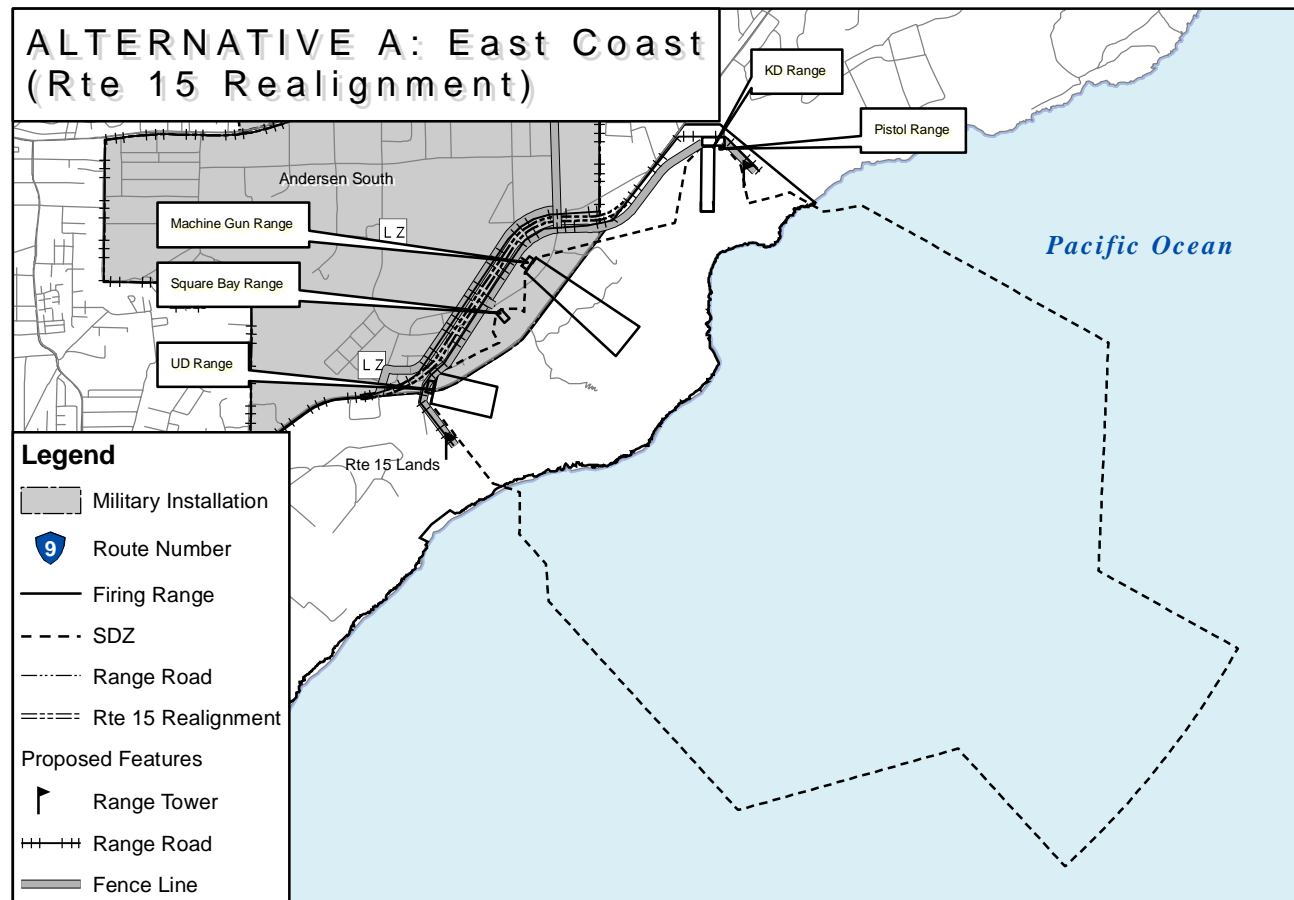 ALTERNATIVE A: East Coast
(Rte 15 Realignment)
KD Range
Pistol Range
Andersen South
Machine Gun Range
LZ
Pacific Ocean
Square Bay Range
UD Range
LZ
Rte 15 Lands
Legend
Military Installation
9 Route Number
Firing Range
SDZ
Range Road
Rte 15 Realignment
Proposed Features
Range Tower
Range Road
Fence Line